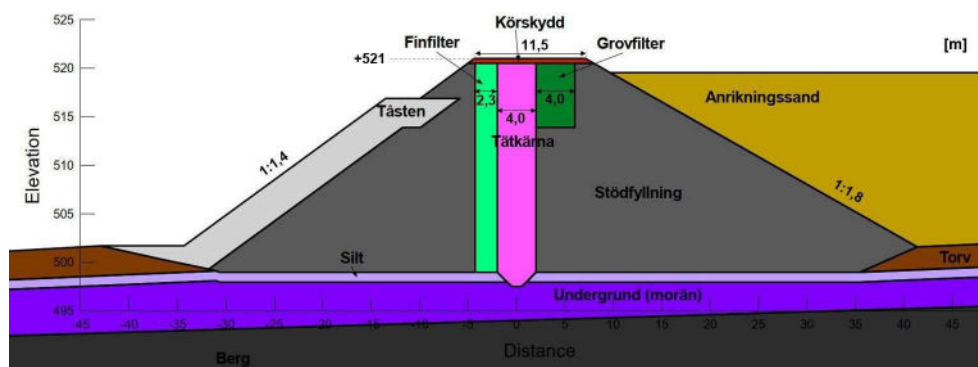 525
Körskydd
Finfilter
11,5
Grovfilter
[m]
+521
520
2,3
4,0
4,0
Anrikningssand
515
Tåsten
Tätkärna
Elevation
510
1:1,4
Stödfyllning
1:1,8
505
500
Silt
Torv
495
Undergrund (morän)
-45 -40 -35 -30 -25 -20 -15 -10 -5 0 5 10 15 20 25 30 35 40 45
Berg
Distance